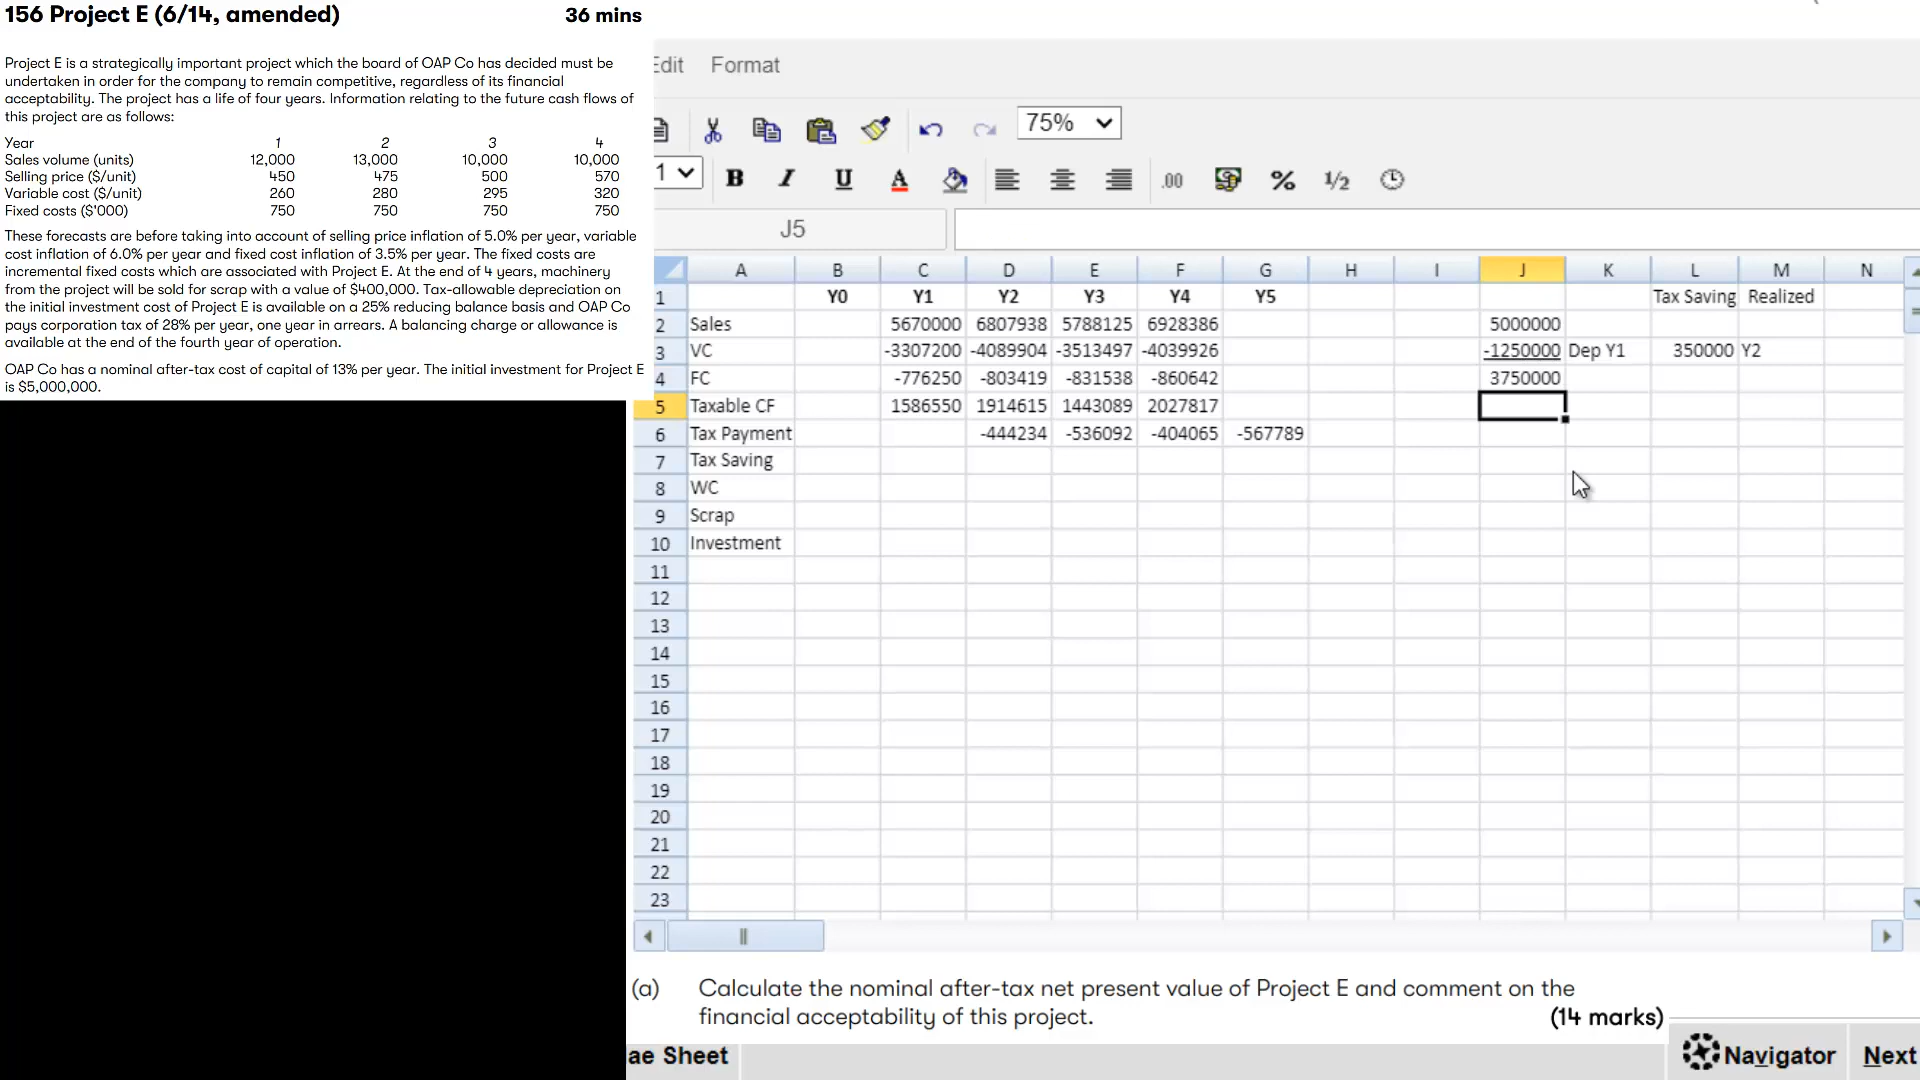 156 Project E (6/14, amended) 36 mins
Project E is a strategically important project which the board of OAP Co has decided must be
undertaken in order for the company to remain competitive, regardless of its financial
acceptability. The project has a life of four years. Information relating to the future cash flows of
this project are as follows:
Year 1 2 3 4
Sales volume (units) 12,000 13,000 10,000 10,000
Selling price ($/unit) 450 475 500 570
Variable cost ($/unit) 260 280 295 320
Fixed costs ($'000) 750 750 750 750
These forecasts are before taking into account of selling price inflation of 5.0% per year, variable
cost inflation of 6.0% per year and fixed cost inflation of 3.5% per year. The fixed costs are
incremental fixed costs which are associated with Project E. At the end of 4 years, machinery
from the project will be sold for scrap with a value of $400,000. Tax-allowable depreciation on
the initial investment cost of Project E is available on a 25% reducing balance basis and OAP Co
pays corporation tax of 28% per year, one year in arrears. A balancing charge or allowance is
available at the end of the fourth year of operation.
OAP Co has a nominal after-tax cost of capital of 13% per year. The initial investment for Project E
is $5,000,000.
Edit Format
75%
1 B I U A .00 % 1/2
J5
A B C D E F G H I J K L M N
1 Y0 Y1 Y2 Y3 Y4 Y5 Tax Saving Realized
2 Sales 5670000 6807938 5788125 6928386 5000000
3 VC -3307200 -4089904 -3513497 -4039926 -1250000 Dep Y1 350000 Y2
4 FC -776250 -803419 -831538 -860642 3750000
5 Taxable CF 1586550 1914615 1443089 2027817
6 Tax Payment -444234 -536092 -404065 -567789
7 Tax Saving
8 WC
9 Scrap
10 Investment
11
12
13
14
15
16
17
18
19
20
21
22
23
(a) Calculate the nominal after-tax net present value of Project E and comment on the
financial acceptability of this project. (14 marks)
ae Sheet Navigator Next